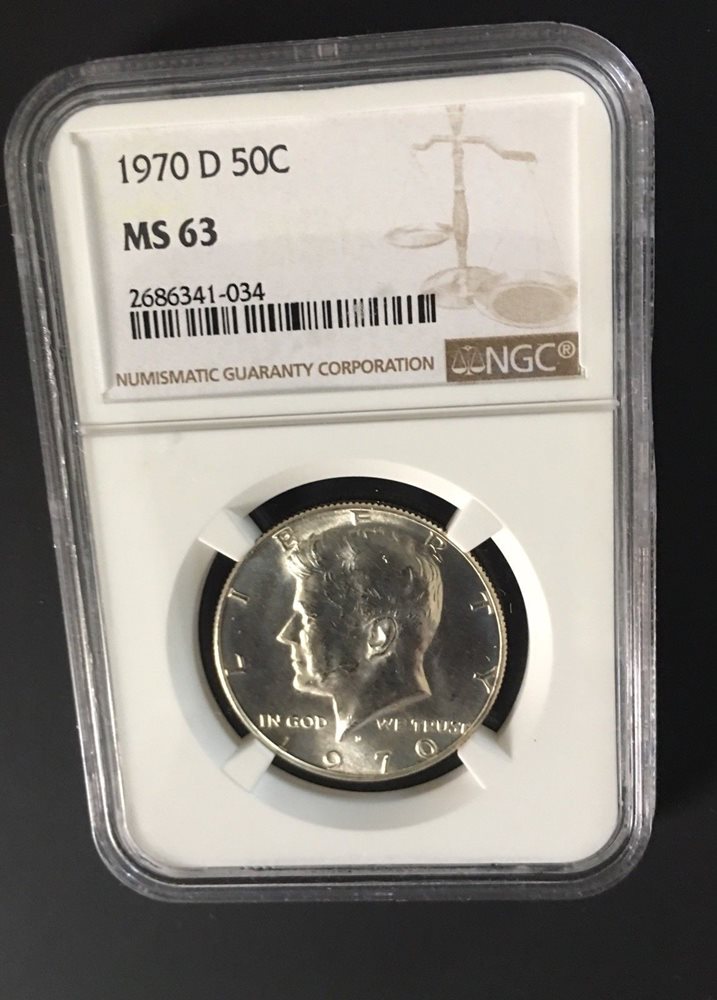 1970 D 50C
MS 63
2686341-034
NUMISMATIC GUARANTY CORPORATION
NGC®
LIBERTY
IN GOD WE TRUST
1970